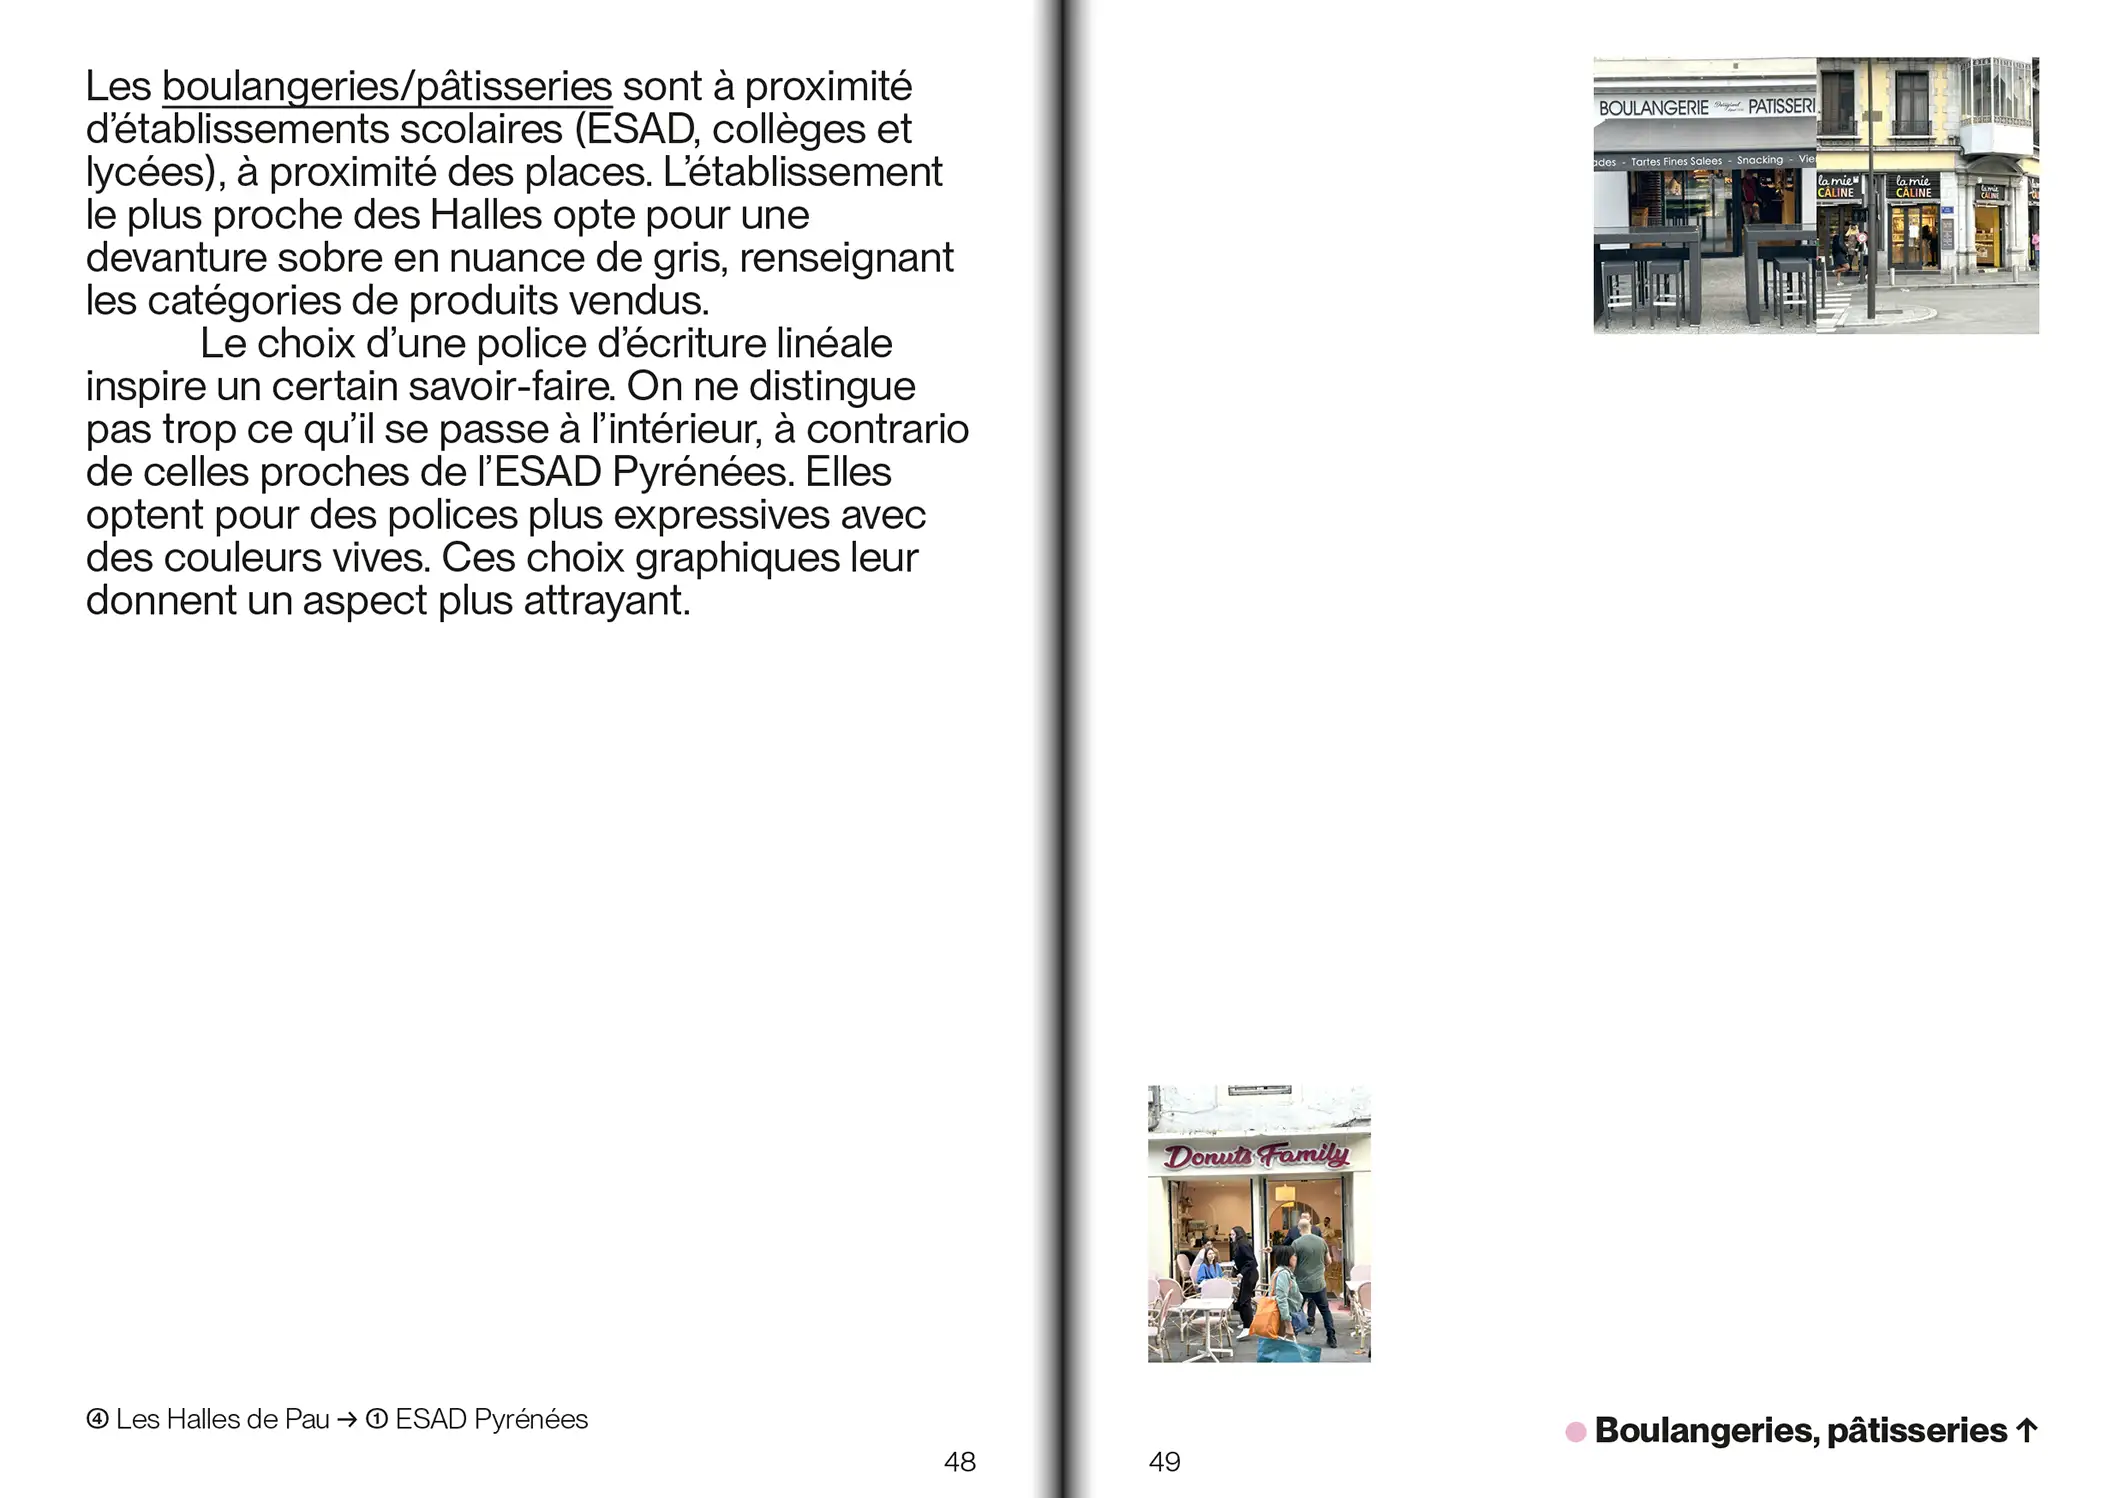 Les boulangeries/pâtisseries sont à proximité
d’établissements scolaires (ESAD, collèges et
lycées), à proximité des places. L’établissement
le plus proche des Halles opte pour une
devanture sobre en nuance de gris, renseignant
les catégories de produits vendus.
Le choix d’une police d’écriture linéale
inspire un certain savoir-faire. On ne distingue
pas trop ce qu’il se passe à l’intérieur, à contrario
de celles proches de l’ESAD Pyrénées. Elles
optent pour des polices plus expressives avec
des couleurs vives. Ces choix graphiques leur
donnent un aspect plus attrayant.
④ Les Halles de Pau → ① ESAD Pyrénées
48
BOULANGERIE PATISSERI
ades - Tartes Fines Salees - Snacking - Vie
la mie
CÂLINE
la mie
CÂLINE
la mie
CÂLINE
Donuts Family
49
Boulangeries, pâtisseries ↑